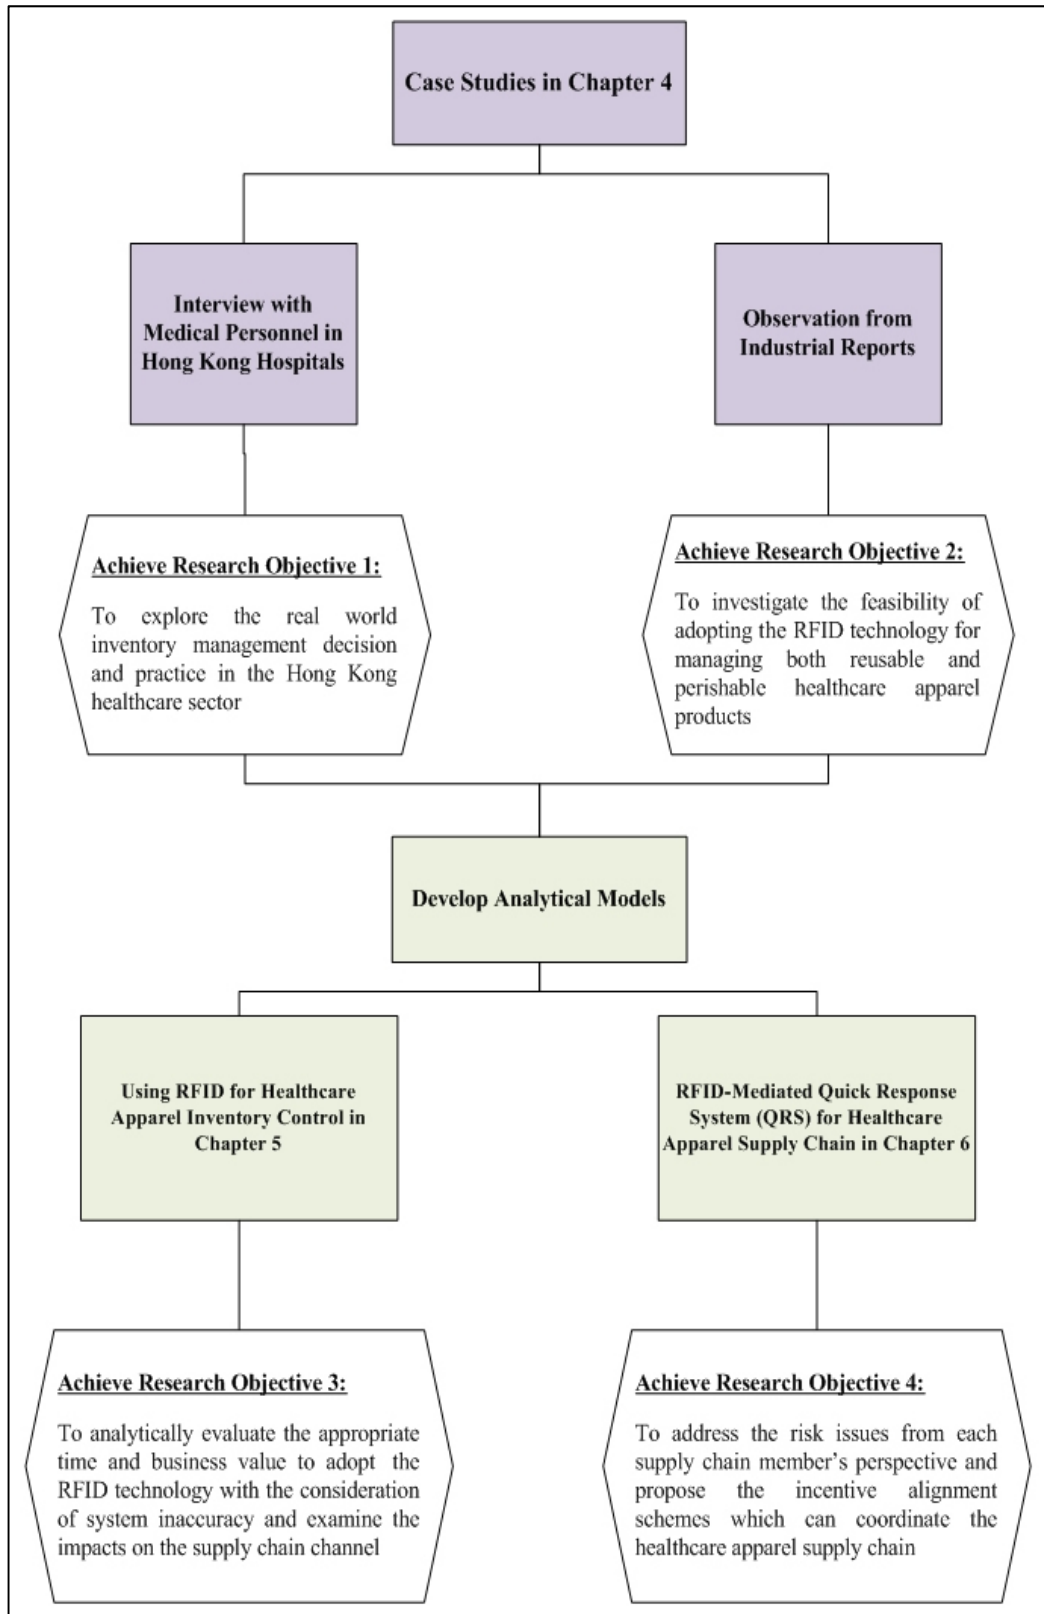 Case Studies in Chapter 4
Interview with
Medical Personnel in
Hong Kong Hospitals
Observation from
Industrial Reports
Achieve Research Objective 1:
To explore the real world
inventory management decision
and practice in the Hong Kong
healthcare sector
Achieve Research Objective 2:
To investigate the feasibility of
adopting the RFID technology for
managing both reusable and
perishable healthcare apparel
products
Develop Analytical Models
Using RFID for Healthcare
Apparel Inventory Control in
Chapter 5
RFID-Mediated Quick Response
System (QRS) for Healthcare
Apparel Supply Chain in Chapter 6
Achieve Research Objective 3:
To analytically evaluate the appropriate
time and business value to adopt the
RFID technology with the consideration
of system inaccuracy and examine the
impacts on the supply chain channel
Achieve Research Objective 4:
To address the risk issues from each
supply chain member's perspective and
propose the incentive alignment
schemes which can coordinate the
healthcare apparel supply chain